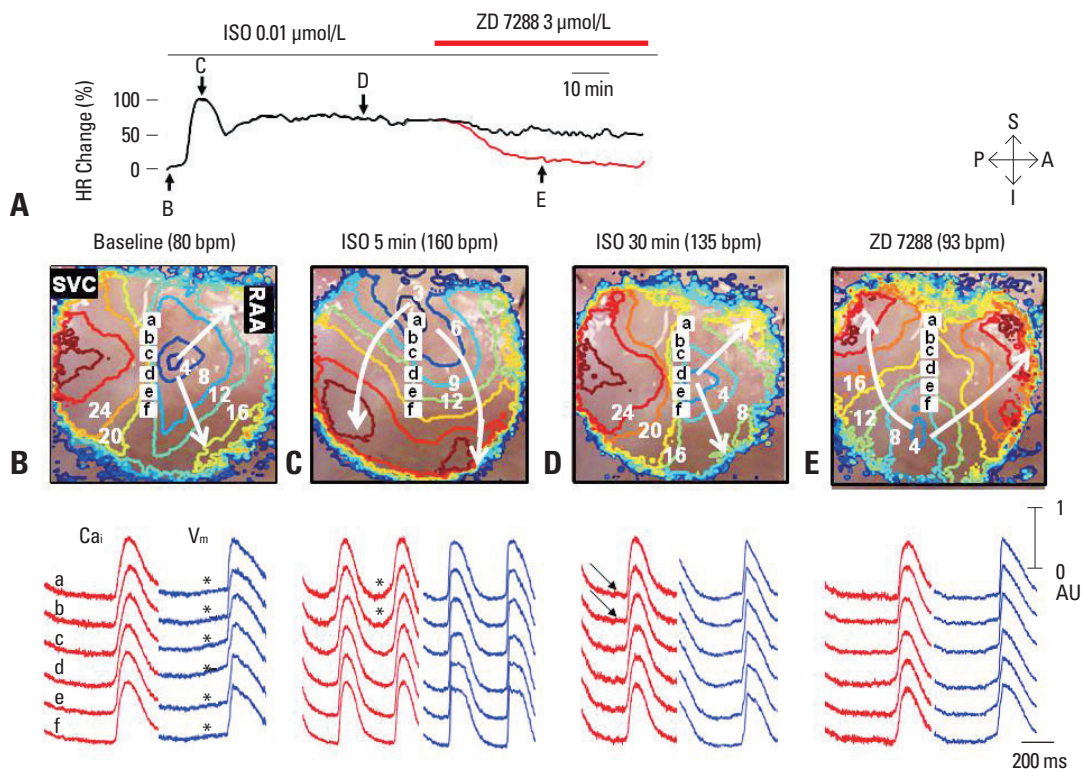 ISO 0.01 µmol/L
ZD 7288 3 µmol/L
C
D
10 min
HR Change (%)
100
50
0
B
E
S
P A
I
A
Baseline (80 bpm)
ISO 5 min (160 bpm)
ISO 30 min (135 bpm)
ZD 7288 (93 bpm)
SVC
RAA
a
b
c
d
e
f
4
8
12
16
20
24
B
3
a
b
c
d
e
f
6
9
12
C
a
b
c
d
e
f
4
8
16
20
24
D
a
b
c
d
e
f
16
12
8
4
E
Cai
Vm
a
b
c
d
e
f
*
*
*
*
*
*
*
*
1
0
AU
200 ms